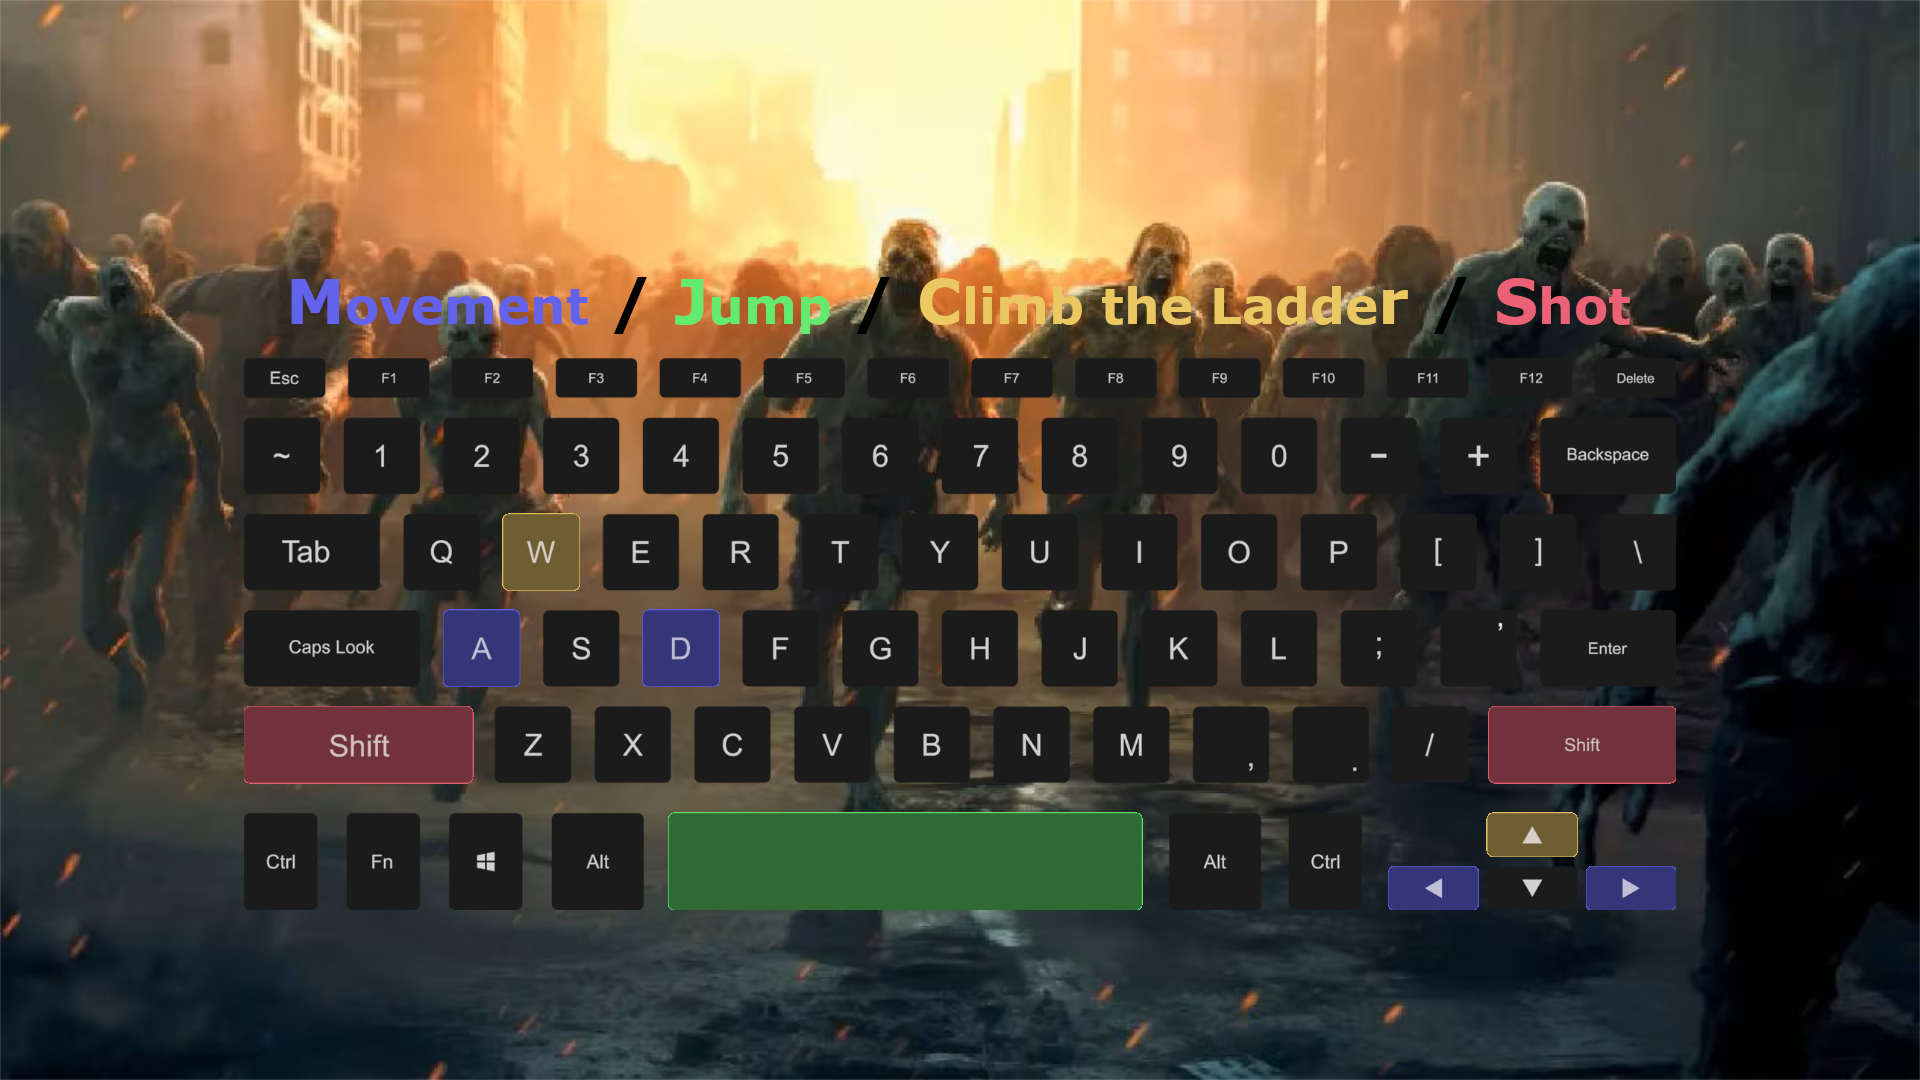 Movement / Jump / Climb the Ladder / Shot
Esc F1 F2 F3 F4 F5 F6 F7 F8 F9 F10 F11 F12 Delete
~ 1 2 3 4 5 6 7 8 9 0 - + Backspace
Tab Q W E R T Y U I O P [ ] \
Caps Look A S D F G H J K L ; ' Enter
Shift Z X C V B N M , . / Shift
Ctrl Fn Alt Alt Ctrl ▲
◀ ▼ ▶